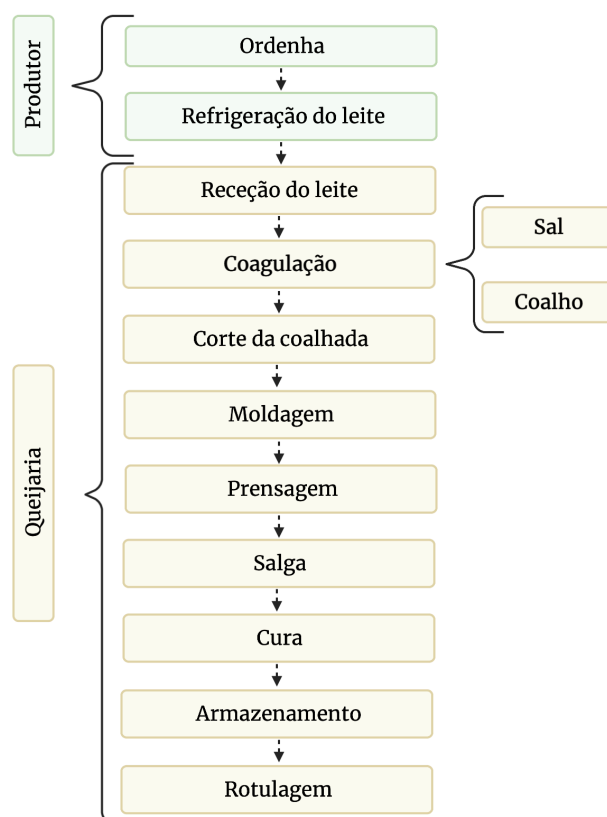 Produtor
Ordenha
Refrigeração do leite
Queijaria
Receção do leite
Coagulação
Sal
Coalho
Corte da coalhada
Moldagem
Prensagem
Salga
Cura
Armazenamento
Rotulagem